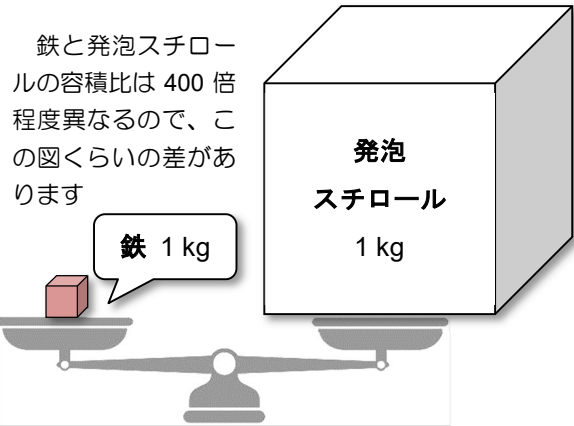 鉄と発泡スチロー
ルの容積比は 400 倍
程度異なるので、こ
の図くらいの差があ
ります
鉄 1 kg
発泡
スチロール
1 kg